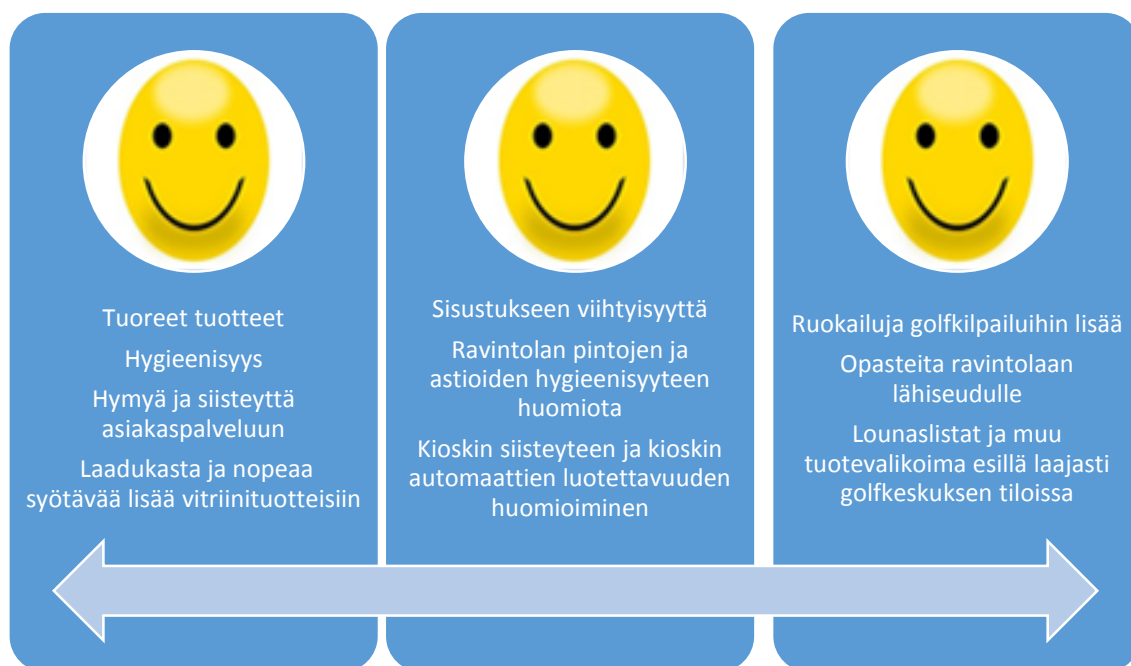 Tuoreet tuotteet
Hygieenisyys
Hymyä ja siisteyttä
asiakaspalveluun
Laadukasta ja nopeaa
syötävää lisää vitriinituotteisiin
Sisustukseen viihtyisyyttä
Ravintolan pintojen ja
astioiden hygieenisyyteen
huomiota
Kioskin siisteyteen ja kioskin
automaattien luotettavuuden
huomioiminen
Ruokailuja golfkilpailuihin lisää
Opasteita ravintolaan
lähiseudulle
Lounaslistat ja muu
tuotevalikoima esillä laajasti
golfkeskuksen tiloissa